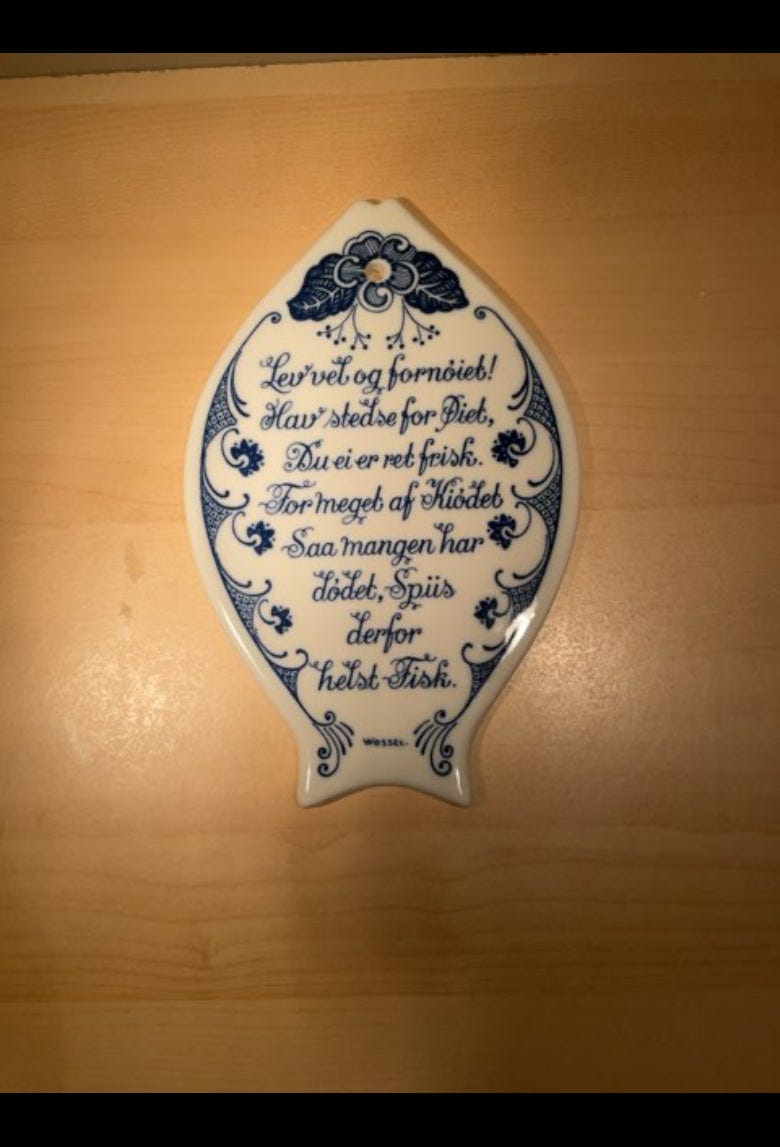 Lev vel og fornöiet!
Hav stedse for Øiet,
Du ei er ret frisk.
For meget af Kiödet
Saa mangen har
dödet, Spiis
derfor
helst Fisk.
WESSEL.